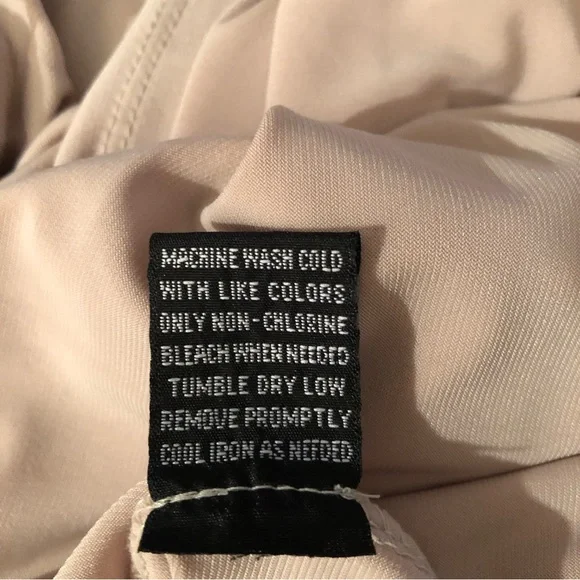 MACHINE WASH COLD
WITH LIKE COLORS
ONLY NON-CHLORINE
BLEACH WHEN NEEDED
TUMBLE DRY LOW
REMOVE PROMPTLY
COOL IRON AS NEEDED